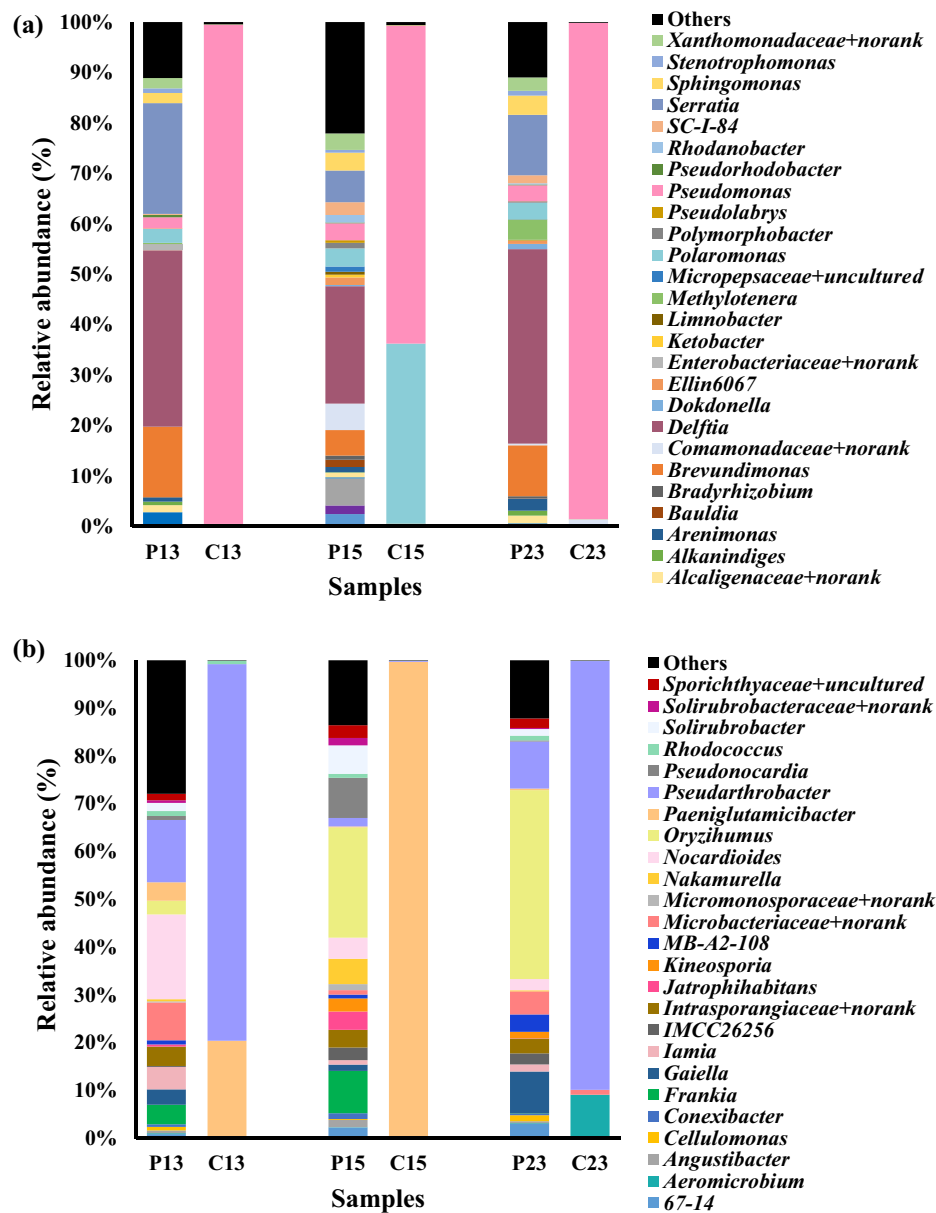 (a)
Relative abundance (%)
100%
90%
80%
70%
60%
50%
40%
30%
20%
10%
0%
P13 C13 P15 C15 P23 C23
Samples
Others
Xanthomonadaceae+norank
Stenotrophomonas
Sphingomonas
Serratia
SC-I-84
Rhodanobacter
Pseudorhodobacter
Pseudomonas
Pseudolabrys
Polymorphobacter
Polaromonas
Micropepsaceae+uncultured
Methylotenera
Limnobacter
Ketobacter
Enterobacteriaceae+norank
Ellin6067
Dokdonella
Delftia
Comamonadaceae+norank
Brevundimonas
Bradyrhizobium
Bauldia
Arenimonas
Alkanindiges
Alcaligenaceae+norank
(b)
Relative abundance (%)
100%
90%
80%
70%
60%
50%
40%
30%
20%
10%
0%
P13 C13 P15 C15 P23 C23
Samples
Others
Sporichthyaceae+uncultured
Solirubrobacteraceae+norank
Solirubrobacter
Rhodococcus
Pseudonocardia
Pseudarthrobacter
Paeniglutamicibacter
Oryzihumus
Nocardioides
Nakamurella
Micromonosporaceae+norank
Microbacteriaceae+norank
MB-A2-108
Kineosporia
Jatrophihabitans
Intrasporangiaceae+norank
IMCC26256
Iamia
Gaiella
Frankia
Conexibacter
Cellulomonas
Angustibacter
Aeromicrobium
67-14